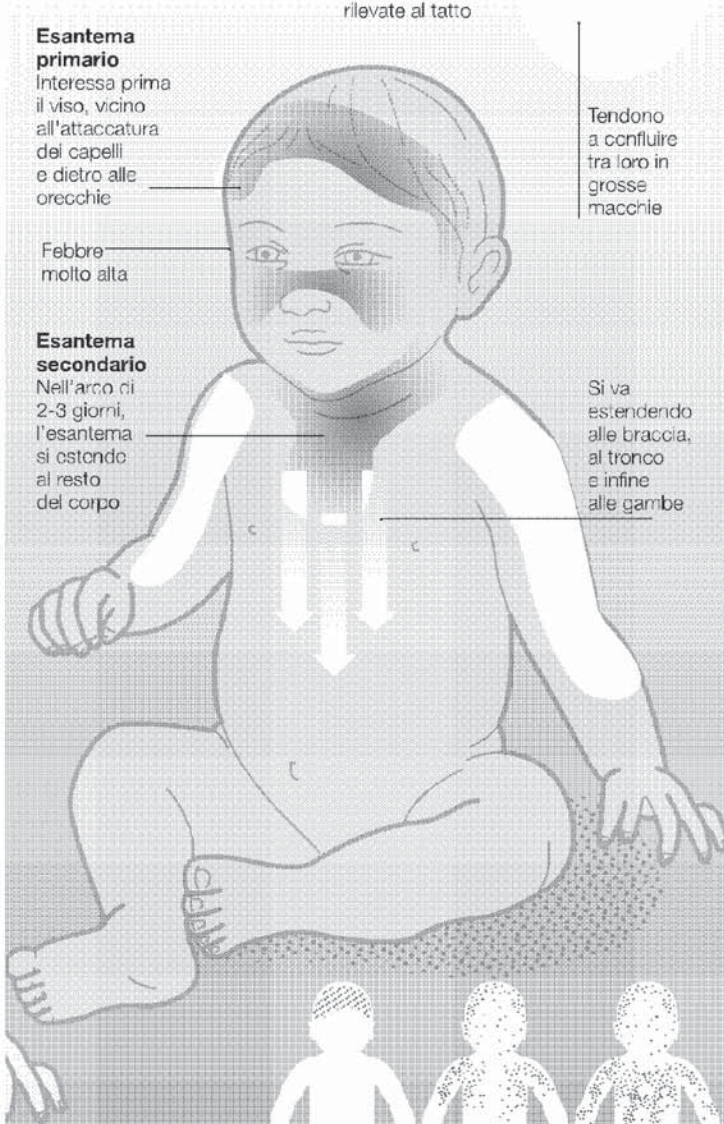 rilevate al tatto
Esantema
primario
Interessa prima
il viso, vicino
all'attaccatura
dei capelli
e dietro alle
orecchie
Tendono
a confluire
tra loro in
grosse
macchie
Febbre
molto alta
Esantema
secondario
Nell'arco di
2-3 giorni,
l'esantema
si estende
al resto
del corpo
Si va
estendendo
alle braccia,
al tronco
e infine
alle gambe